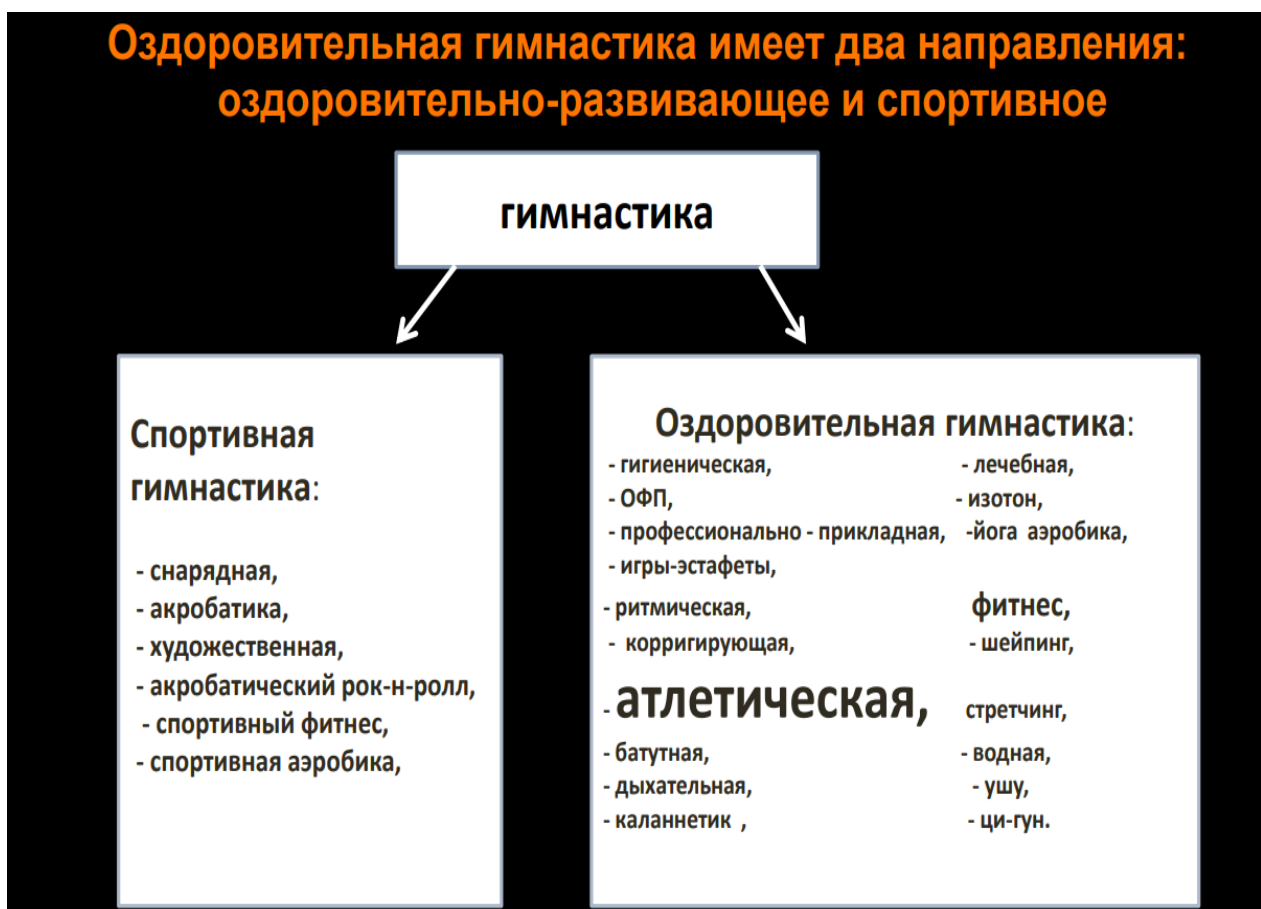 Оздоровительная гимнастика имеет два направления:
оздоровительно-развивающее и спортивное
гимнастика
Спортивная
гимнастика:
- снарядная,
- акробатика,
- художественная,
- акробатический рок-н-ролл,
- спортивный фитнес,
- спортивная аэробика,
Оздоровительная гимнастика:
- гигиеническая, - лечебная,
- ОФП, - изотон,
- профессионально - прикладная, -йога аэробика,
- игры-эстафеты,
- ритмическая, фитнес,
- корригирующая, - шейпинг,
- атлетическая, стретчинг,
- батутная, - водная,
- дыхательная, - ушу,
- каланнетик , - ци-гун.